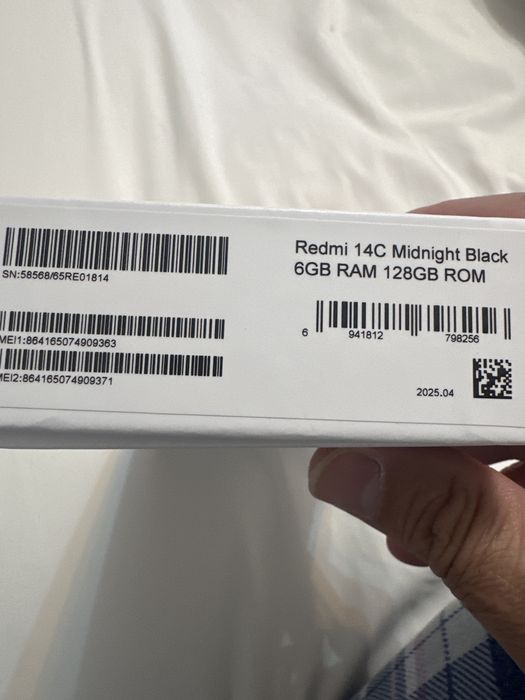 SN:58568/65RE01814
MEI1:864165074909363
MEI2:864165074909371
Redmi 14C Midnight Black
6GB RAM 128GB ROM
6 941812 798256
2025.04